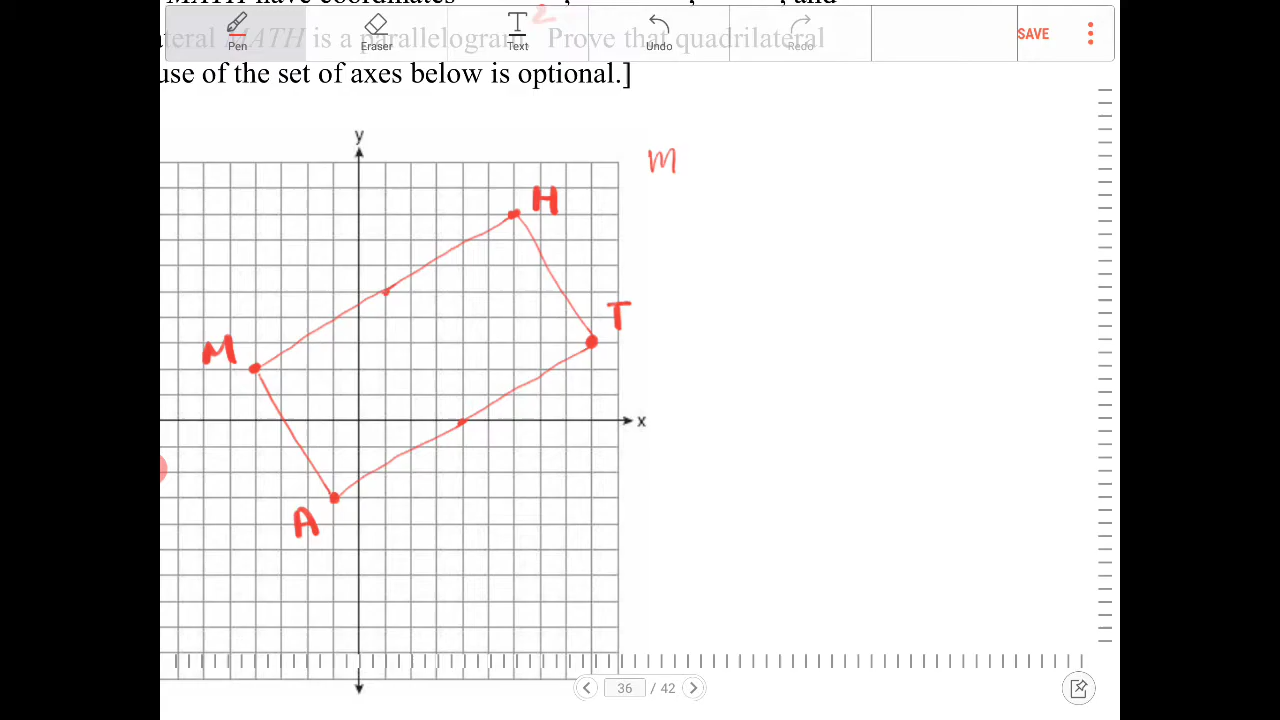 MATH have coordinates and
Pen
Eraser
Text
Undo
Redo
SAVE
ateral MATH is a parallelogram. Prove that quadrilateral
use of the set of axes below is optional.]
y
m
H
T
M
x
A
36 / 42